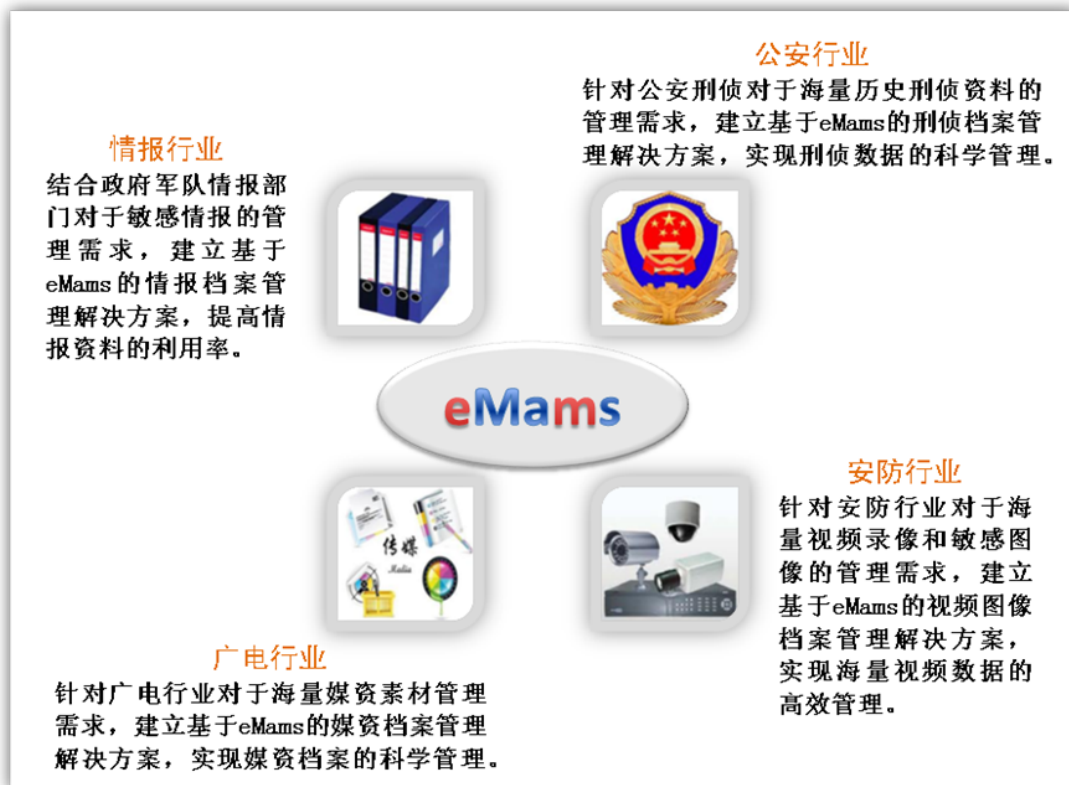 公安行业
针对公安刑侦对于海量历史刑侦资料的
管理需求，建立基于eMams的刑侦档案管
理解决方案，实现刑侦数据的科学管理。
情报行业
结合政府军队情报部
门对于敏感情报的管
理需求，建立基于
eMams的情报档案管
理解决方案，提高情
报资料的利用率。
eMams
传媒
Media
安防行业
针对安防行业对于海
量视频录像和敏感图
像的管理需求，建立
基于eMams的视频图像
档案管理解决方案，
实现海量视频数据的
高效管理。
广电行业
针对广电行业对于海量媒资素材管理
需求，建立基于eMams的媒资档案管理
解决方案，实现媒资档案的科学管理。